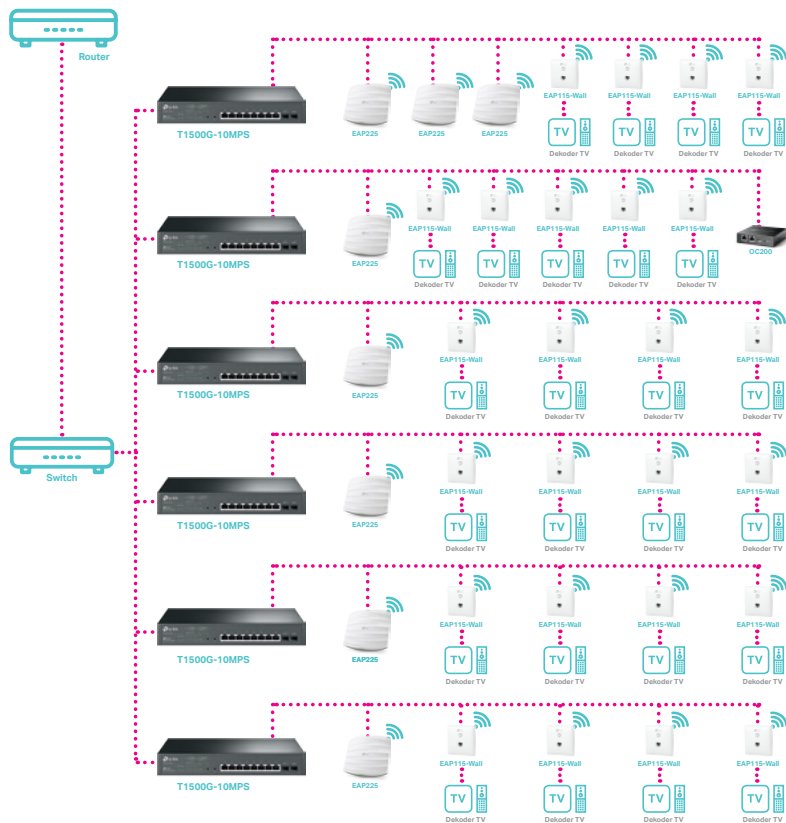 Router
T1500G-10MPS
EAP225
EAP225
EAP225
EAP115-Wall
EAP115-Wall
EAP115-Wall
EAP115-Wall
TV
TV
TV
TV
Dekoder TV
Dekoder TV
Dekoder TV
Dekoder TV
T1500G-10MPS
EAP225
EAP115-Wall
EAP115-Wall
EAP115-Wall
EAP115-Wall
EAP115-Wall
OC200
TV
TV
TV
TV
TV
Dekoder TV
Dekoder TV
Dekoder TV
Dekoder TV
Dekoder TV
T1500G-10MPS
EAP225
EAP115-Wall
EAP115-Wall
EAP115-Wall
EAP115-Wall
TV
TV
TV
TV
Dekoder TV
Dekoder TV
Dekoder TV
Dekoder TV
Switch
T1500G-10MPS
EAP225
EAP115-Wall
EAP115-Wall
EAP115-Wall
EAP115-Wall
TV
TV
TV
TV
Dekoder TV
Dekoder TV
Dekoder TV
Dekoder TV
T1500G-10MPS
EAP225
EAP115-Wall
EAP115-Wall
EAP115-Wall
EAP115-Wall
TV
TV
TV
TV
Dekoder TV
Dekoder TV
Dekoder TV
Dekoder TV
T1500G-10MPS
EAP225
EAP115-Wall
EAP115-Wall
EAP115-Wall
EAP115-Wall
TV
TV
TV
TV
Dekoder TV
Dekoder TV
Dekoder TV
Dekoder TV